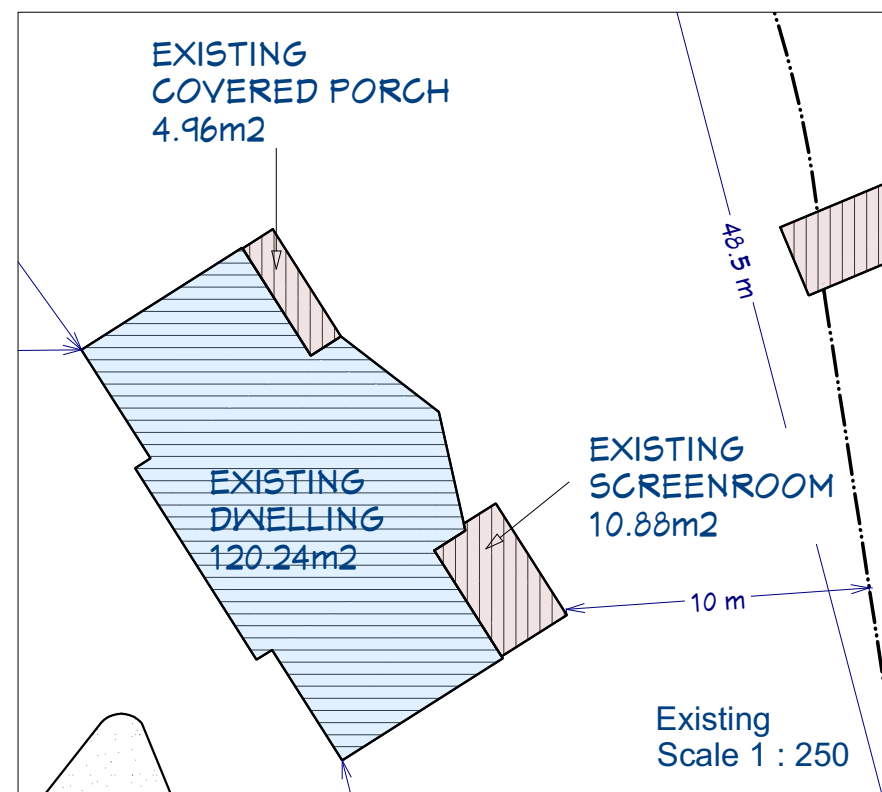 EXISTING
COVERED PORCH
4.96m2
48.5 m
EXISTING
SCREENROOM
10.88m2
EXISTING
DWELLING
120.24m2
10 m
Existing
Scale 1 : 250